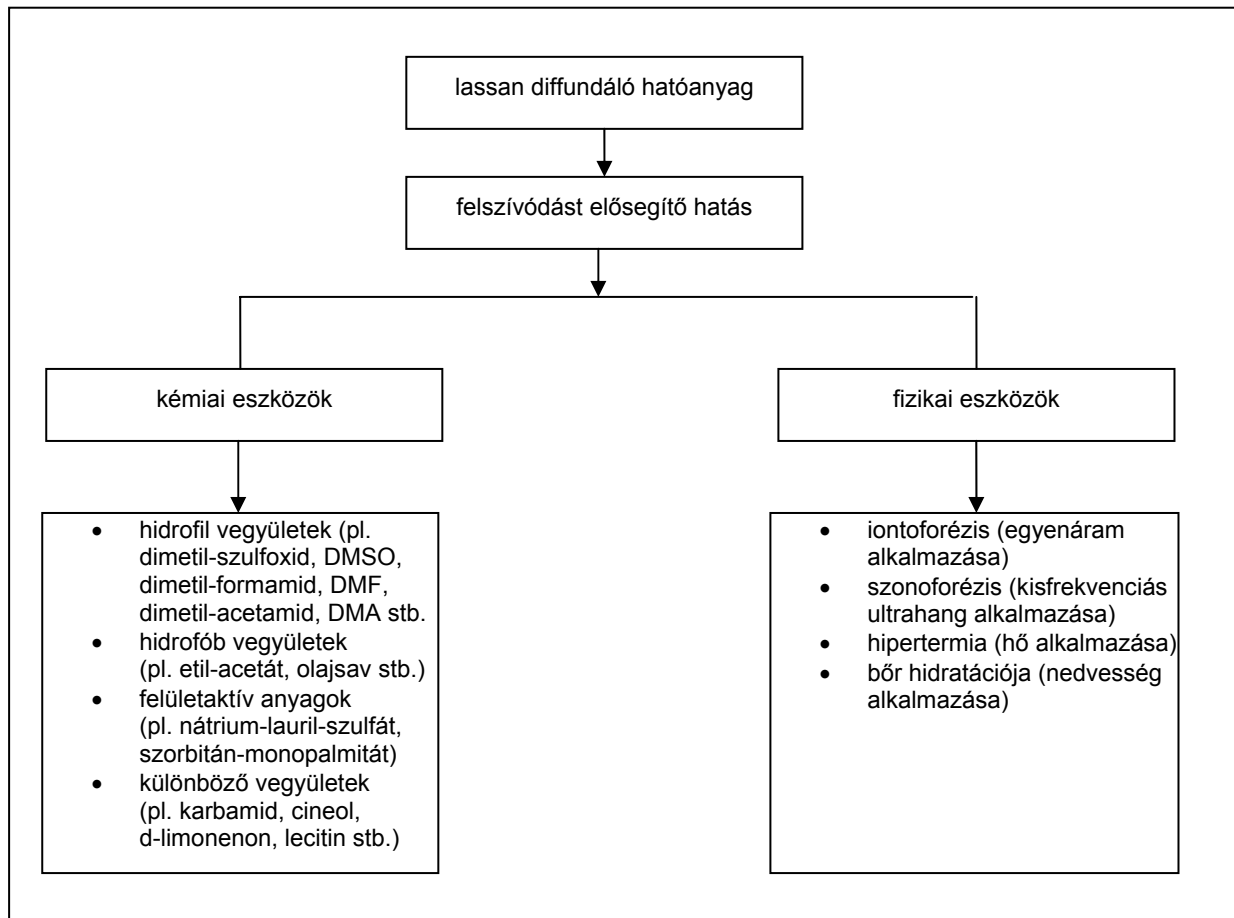 lassan diffundáló hatóanyag
felszívódást elősegítő hatás
kémiai eszközök
fizikai eszközök
• hidrofil vegyületek (pl.
dimetil-szulfoxid, DMSO,
dimetil-formamid, DMF,
dimetil-acetamid, DMA stb.
• hidrofób vegyületek
(pl. etil-acetát, olajsav stb.)
• felületaktív anyagok
(pl. nátrium-lauril-szulfát,
szorbitán-monopalmitát)
• különböző vegyületek
(pl. karbamid, cineol,
d-limonenon, lecitin stb.)
• iontoforézis (egyenáram
alkalmazása)
• szonoforézis (kisfrekvenciás
ultrahang alkalmazása)
• hipertermia (hő alkalmazása)
• bőr hidratációja (nedvesség
alkalmazása)